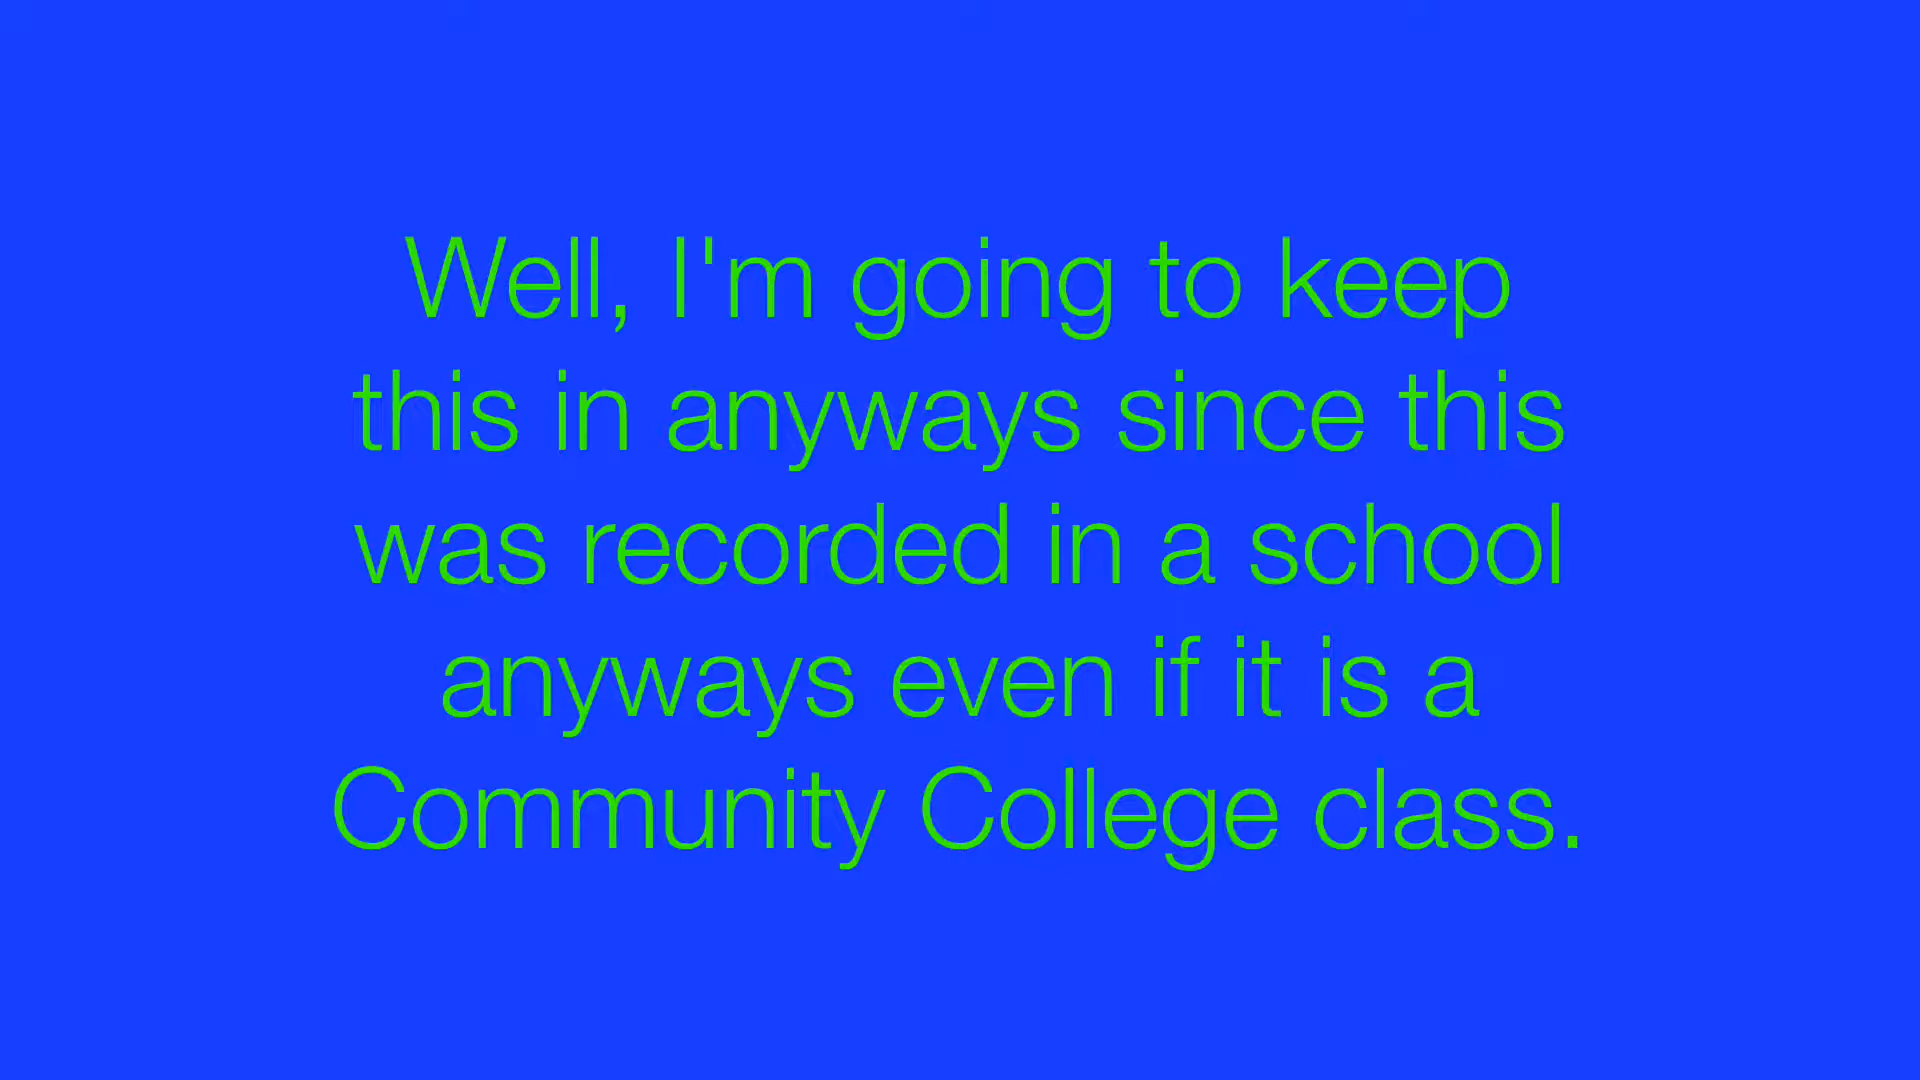 Well, I'm going to keep
this in anyways since this
was recorded in a school
anyways even if it is a
Community College class.